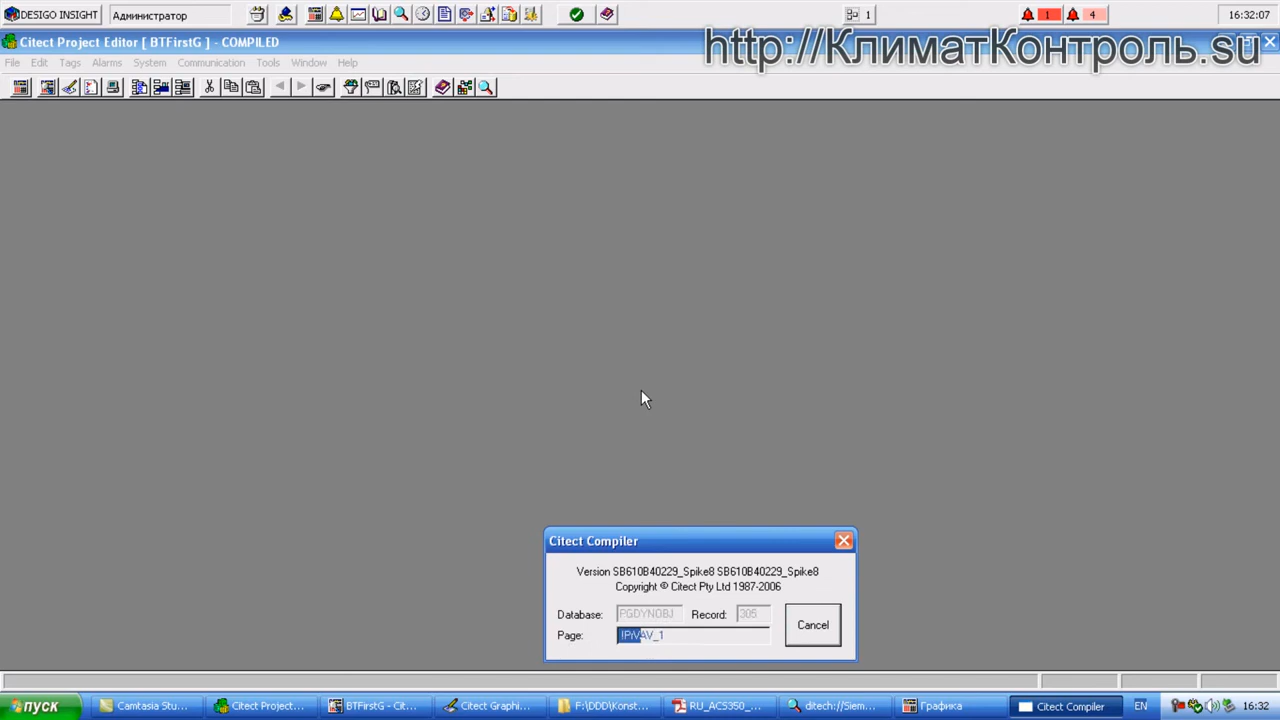 DESIGO INSIGHT
Администратор
1
1
4
16:32:07
Citect Project Editor [ BTFirstG ] - COMPILED
http://КлиматКонтроль.su
File Edit Tags Alarms System Communication Tools Window Help
Citect Compiler
Version SB610B40229_Spike8 SB610B40229_Spike8
Copyright © Citect Pty Ltd 1987-2006
Database: PGDYNOBJ Record: 305
Page: !PrVAV_1
Cancel
пуск
Camtasia Stu...
Citect Project...
BTFirstG - Cit...
Citect Graphi...
F:\DDD\Konst...
RU_ACS350_...
ditech://Siem...
Графика
Citect Compiler
EN
16:32